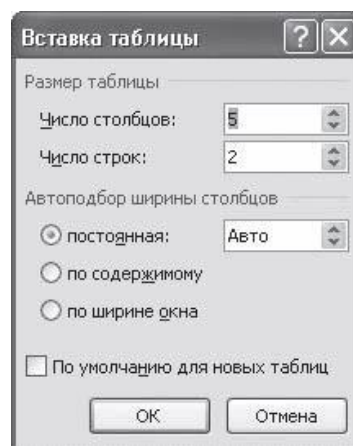 Вставка таблицы
Размер таблицы
Число столбцов: 5
Число строк: 2
Автоподбор ширины столбцов
постоянная: Авто
по содержимому
по ширине окна
По умолчанию для новых таблиц
ОК Отмена